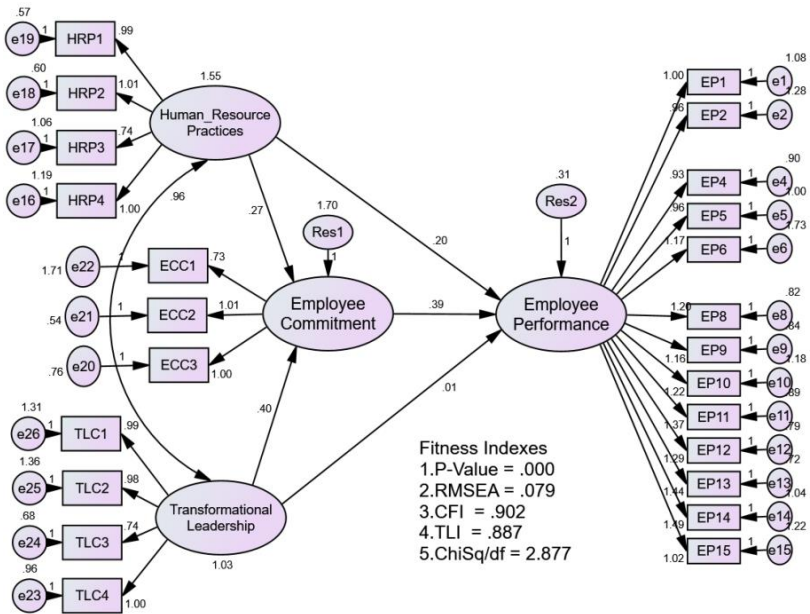 .57
e19 1 HRP1 .99
.60
e18 1 HRP2 1.01
1.06
e17 1 HRP3 .74
1.19
e16 1 HRP4 1.00
1.55
Human_Resource
Practices
.96
.27
.20
1.70
Res1
1
.31
Res2
1
1.71 e22 1 ECC1 .73
.54 e21 1 ECC2 1.01
.76 e20 1 ECC3 1.00
Employee
Commitment
.39
Employee
Performance
.40
.01
1.31
e26 1 TLC1 .99
1.36
e25 1 TLC2 .98
.68
e24 1 TLC3 .74
.96
e23 1 TLC4 1.00
Transformational
Leadership
1.03
Fitness Indexes
1.P-Value = .000
2.RMSEA = .079
3.CFI = .902
4.TLI = .887
5.ChiSq/df = 2.877
1.08
1.00 EP1 1 e1
1.28
.96 EP2 1 e2
.90
.93 EP4 1 e4
1.00
.96 EP5 1 e5
1.73
1.17 EP6 1 e6
.82
1.20 EP8 1 e8
.84
1.16 EP9 1 e9
1.18
1.22 EP10 1 e10
.89
1.37 EP11 1 e11
.79
1.29 EP12 1 e12
.72
1.44 EP13 1 e13
1.04
1.49 EP14 1 e14
1.22
1.02 EP15 1 e15